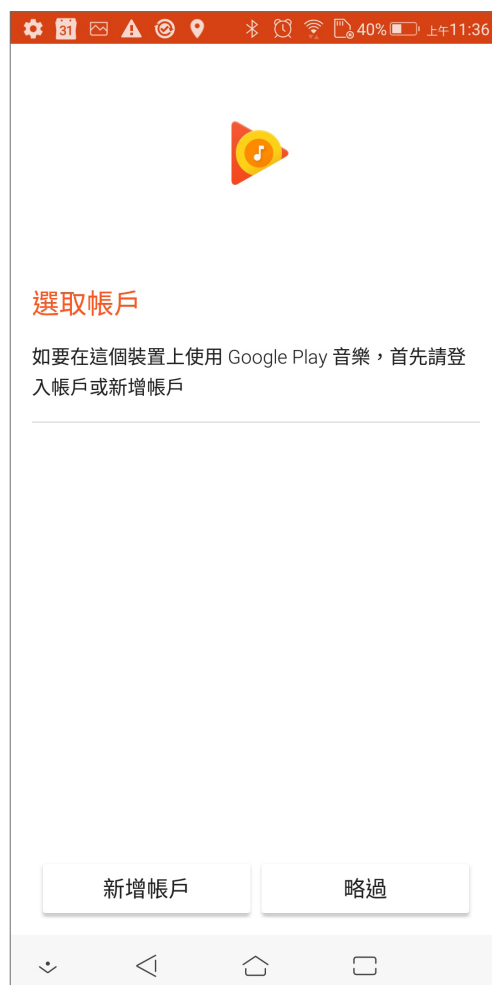 31 40% 上午11:36
選取帳戶
如要在這個裝置上使用 Google Play 音樂，首先請登
入帳戶或新增帳戶
新增帳戶 略過